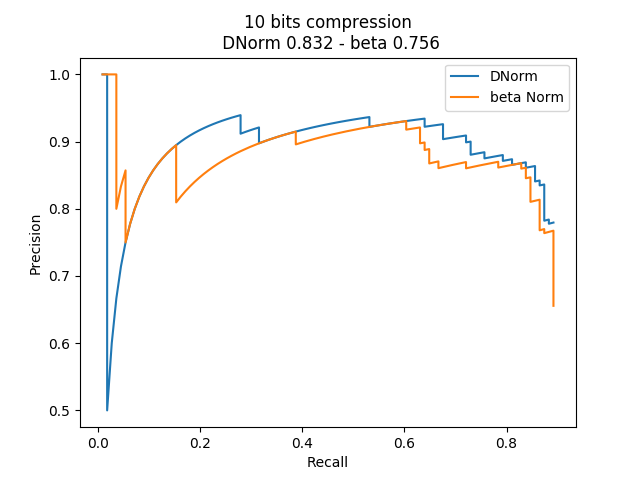 10 bits compression
DNorm 0.832 - beta 0.756
DNorm
beta Norm
1.0
0.9
0.8
0.7
0.6
0.5
Precision
0.0
0.2
0.4
0.6
0.8
Recall